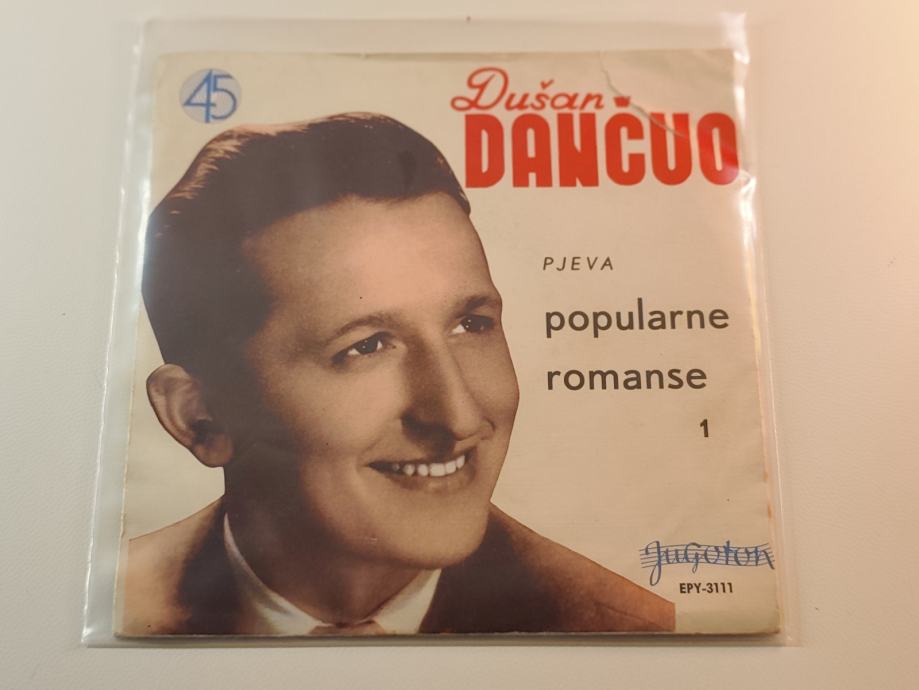 45
Dušan
DANČUO
PJEVA
popularne
romanse
1
Jugoton
EPY-3111